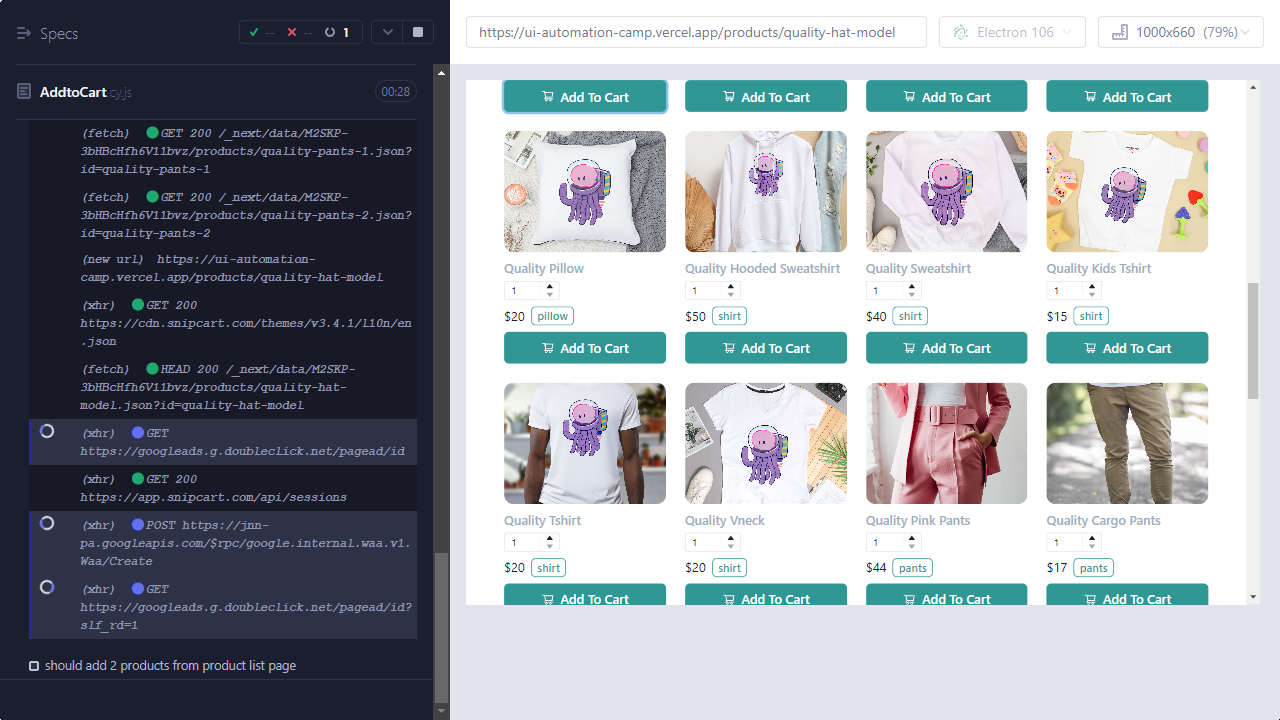 Specs
-- -- 1
https://ui-automation-camp.vercel.app/products/quality-hat-model
Electron 106
1000x660 (79%)
AddtoCart cy.js
00:28
(fetch) GET 200 /_next/data/M2SKP-
3bHBcHfh6V11bvz/products/quality-pants-1.json?
id=quality-pants-1
(fetch) GET 200 /_next/data/M2SKP-
3bHBcHfh6V11bvz/products/quality-pants-2.json?
id=quality-pants-2
(new url) https://ui-automation-
camp.vercel.app/products/quality-hat-model
(xhr) GET 200
https://cdn.snipcart.com/themes/v3.4.1/l10n/en
.json
(fetch) HEAD 200 /_next/data/M2SKP-
3bHBcHfh6V11bvz/products/quality-hat-
model.json?id=quality-hat-model
(xhr) GET
https://googleads.g.doubleclick.net/pagead/id
(xhr) GET 200
https://app.snipcart.com/api/sessions
(xhr) POST https://jnn-
pa.googleapis.com/$rpc/google.internal.waa.v1.
Waa/Create
(xhr) GET
https://googleads.g.doubleclick.net/pagead/id?
slf_rd=1
should add 2 products from product list page
Add To Cart Add To Cart Add To Cart Add To Cart
Quality Pillow Quality Hooded Sweatshirt Quality Sweatshirt Quality Kids Tshirt
1 1 1 1
$20 pillow $50 shirt $40 shirt $15 shirt
Add To Cart Add To Cart Add To Cart Add To Cart
Quality Tshirt Quality Vneck Quality Pink Pants Quality Cargo Pants
1 1 1 1
$20 shirt $20 shirt $44 pants $17 pants
Add To Cart Add To Cart Add To Cart Add To Cart